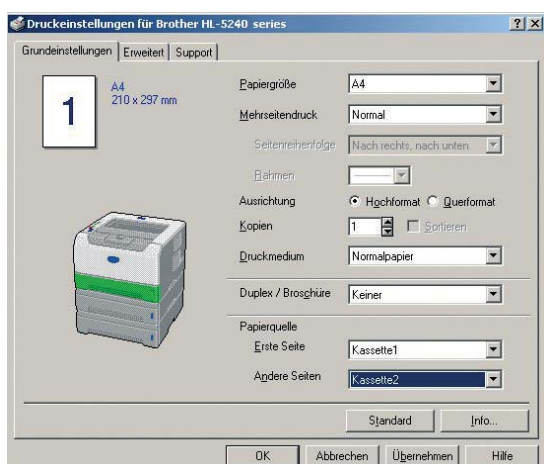 Druckeinstellungen für Brother HL-5240 series
Grundeinstellungen Erweitert Support
1
A4
210 x 297 mm
Papiergröße A4
Mehrseitendruck Normal
Seitenreihenfolge Nach rechts, nach unten
Rahmen
Ausrichtung Hochformat Querformat
Kopien 1 Sortieren
Druckmedium Normalpapier
Duplex / Broschüre Keiner
Papierquelle
Erste Seite Kassette1
Andere Seiten Kassette2
Standard Info...
OK Abbrechen Übernehmen Hilfe